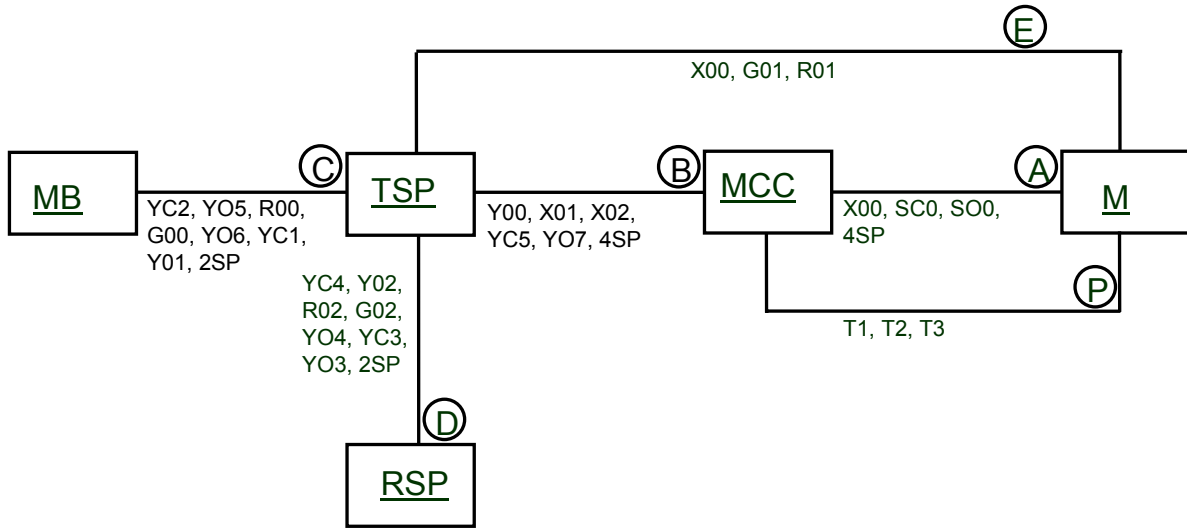 E
X00, G01, R01
MB
C
TSP
B
MCC
A
M
YC2, YO5, R00,
G00, YO6, YC1,
Y01, 2SP
Y00, X01, X02,
YC5, YO7, 4SP
X00, SC0, SO0,
4SP
YC4, Y02,
R02, G02,
YO4, YC3,
YO3, 2SP
P
T1, T2, T3
D
RSP